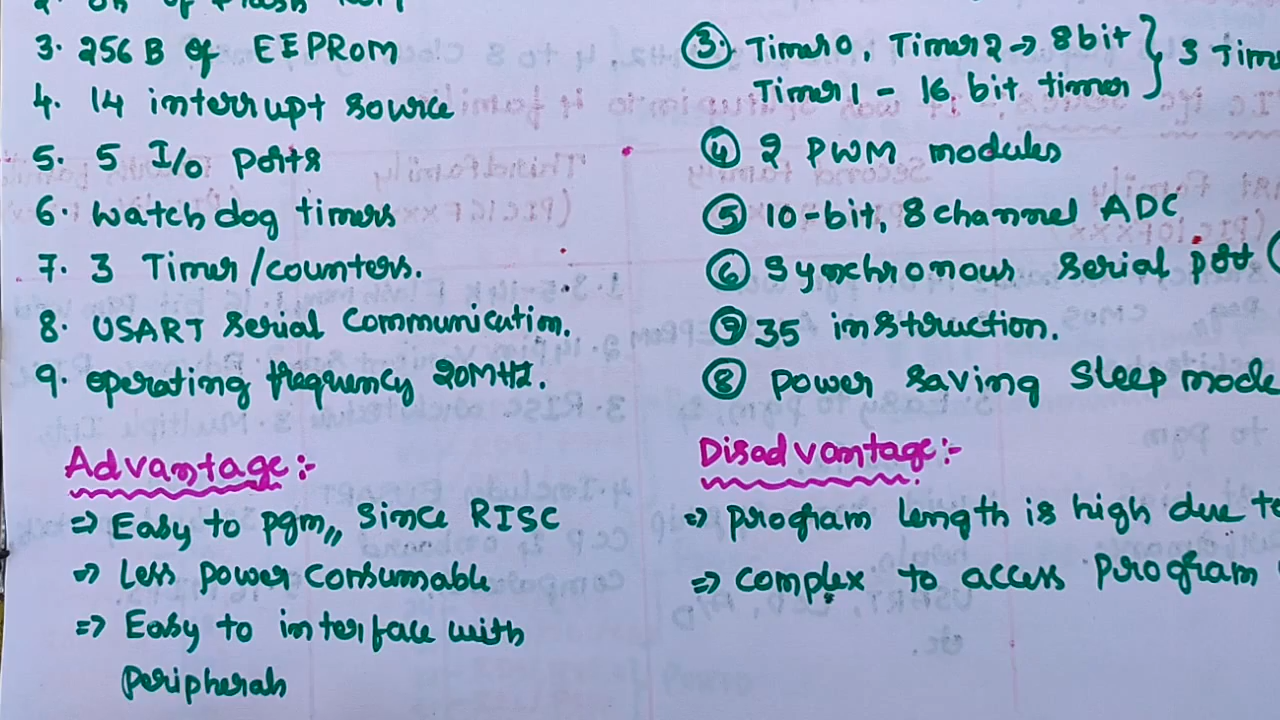 3. 256 B of EEPROM
4. 14 interrupt source
5. 5 I/o ports
6. watch dog timers
7. 3 Timer/counters.
8. USART serial communication.
9. operating frequency 20MHz.
Advantage:-
⇒ Easy to pgm,, since RISC
⇒ Less power consumable
⇒ Easy to interface with
peripherals
③ Timer0, Timer2 → 8bit } 3
Timer1 - 16 bit timer
④ 2 PWM modules
⑤ 10-bit, 8 channel ADC
⑥ Synchronous serial port
⑦ 35 instruction.
⑧ power saving sleep mode
Disadvantage:-
⇒ program length is high due to
⇒ complex to access program